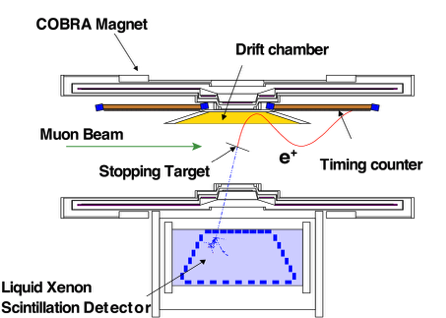 COBRA Magnet
Drift chamber
Muon Beam
Stopping Target
e+
Timing counter
Liquid Xenon
Scintillation Detector